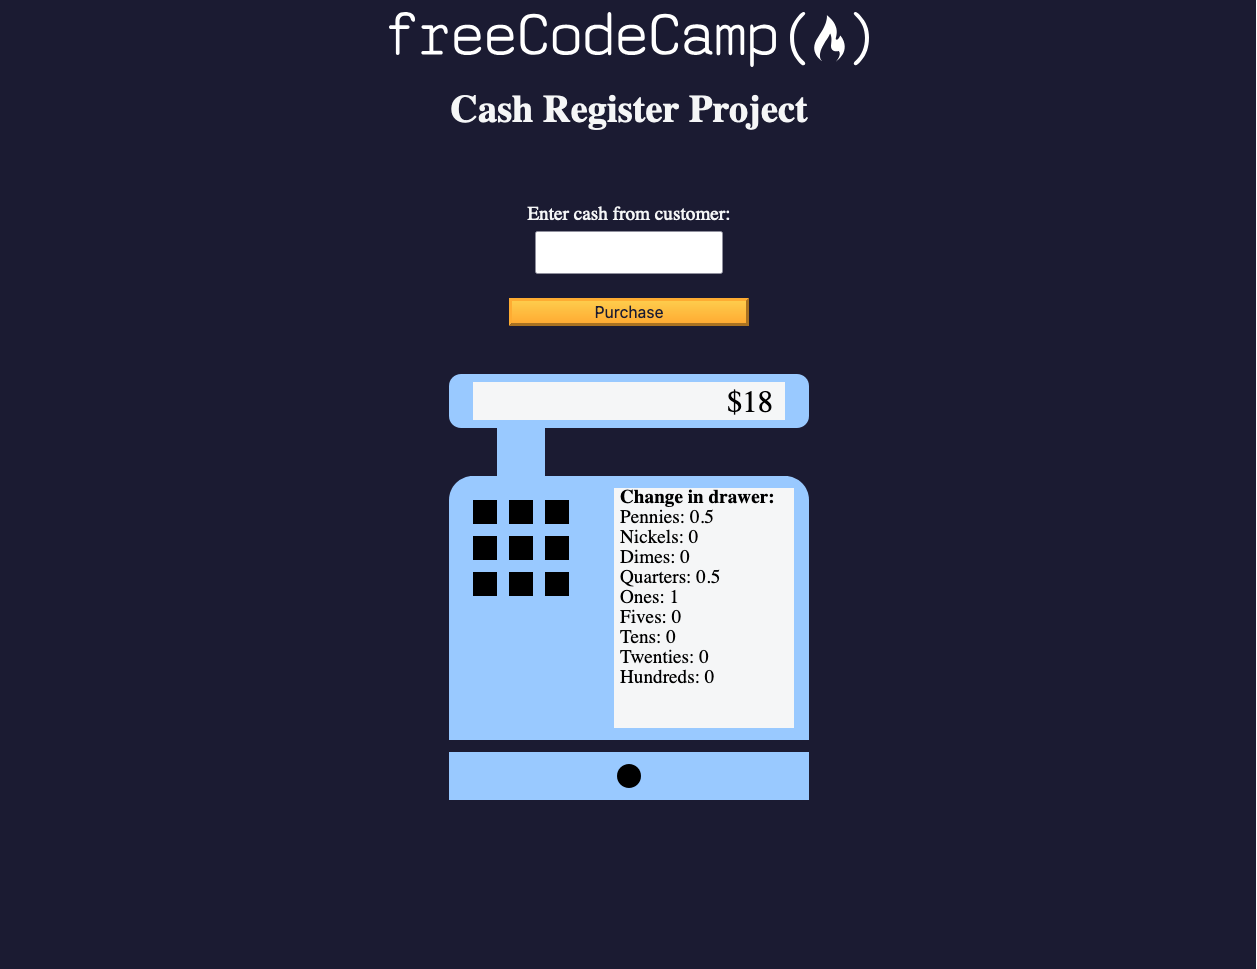 freeCodeCamp()
Cash Register Project
Enter cash from customer:
Purchase
$18
Change in drawer:
Pennies: 0.5
Nickels: 0
Dimes: 0
Quarters: 0.5
Ones: 1
Fives: 0
Tens: 0
Twenties: 0
Hundreds: 0